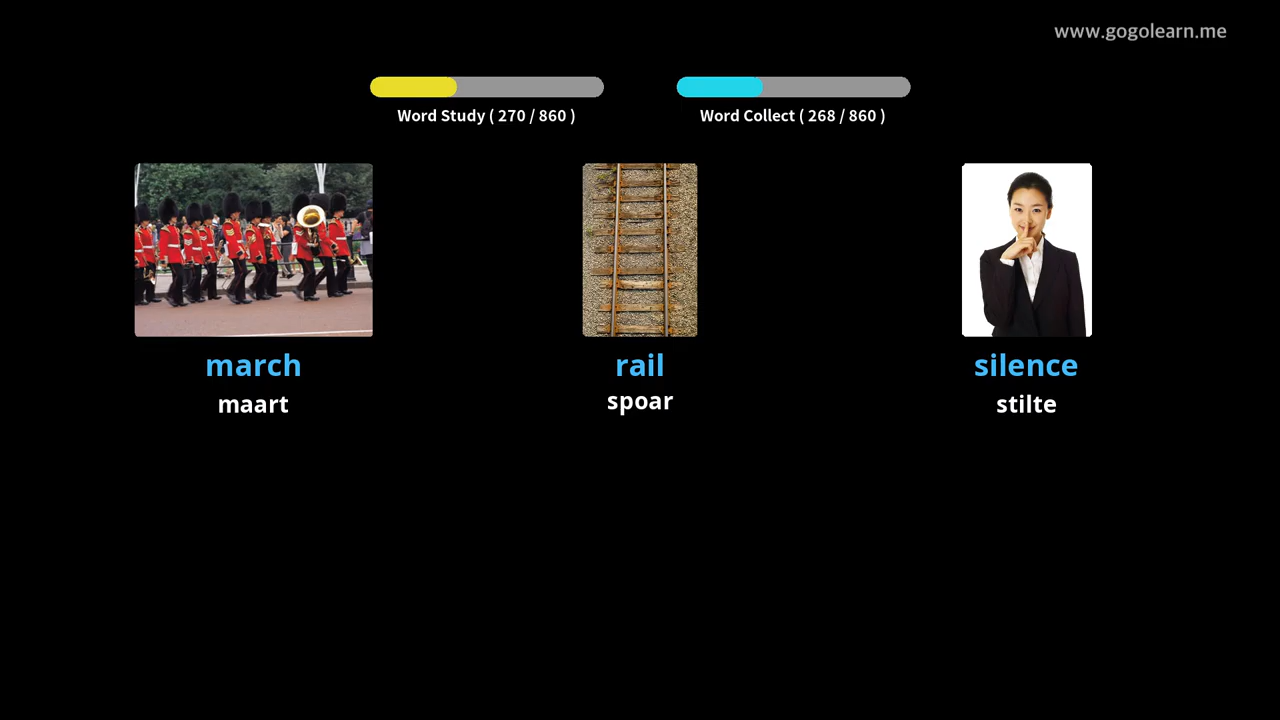 www.gogolearn.me
Word Study ( 270 / 860 )
Word Collect ( 268 / 860 )
march
rail
silence
maart
spoar
stilte